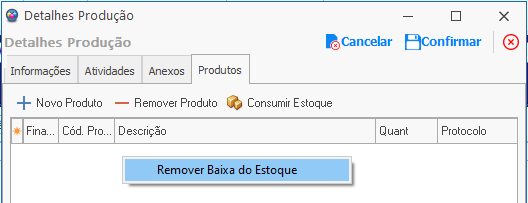 Detalhes Produção
Detalhes Produção
Cancelar
Confirmar
Informações
Atividades
Anexos
Produtos
Novo Produto
Remover Produto
Consumir Estoque
Fina...
Cód. Pro...
Descrição
Quant
Protocolo
Remover Baixa do Estoque